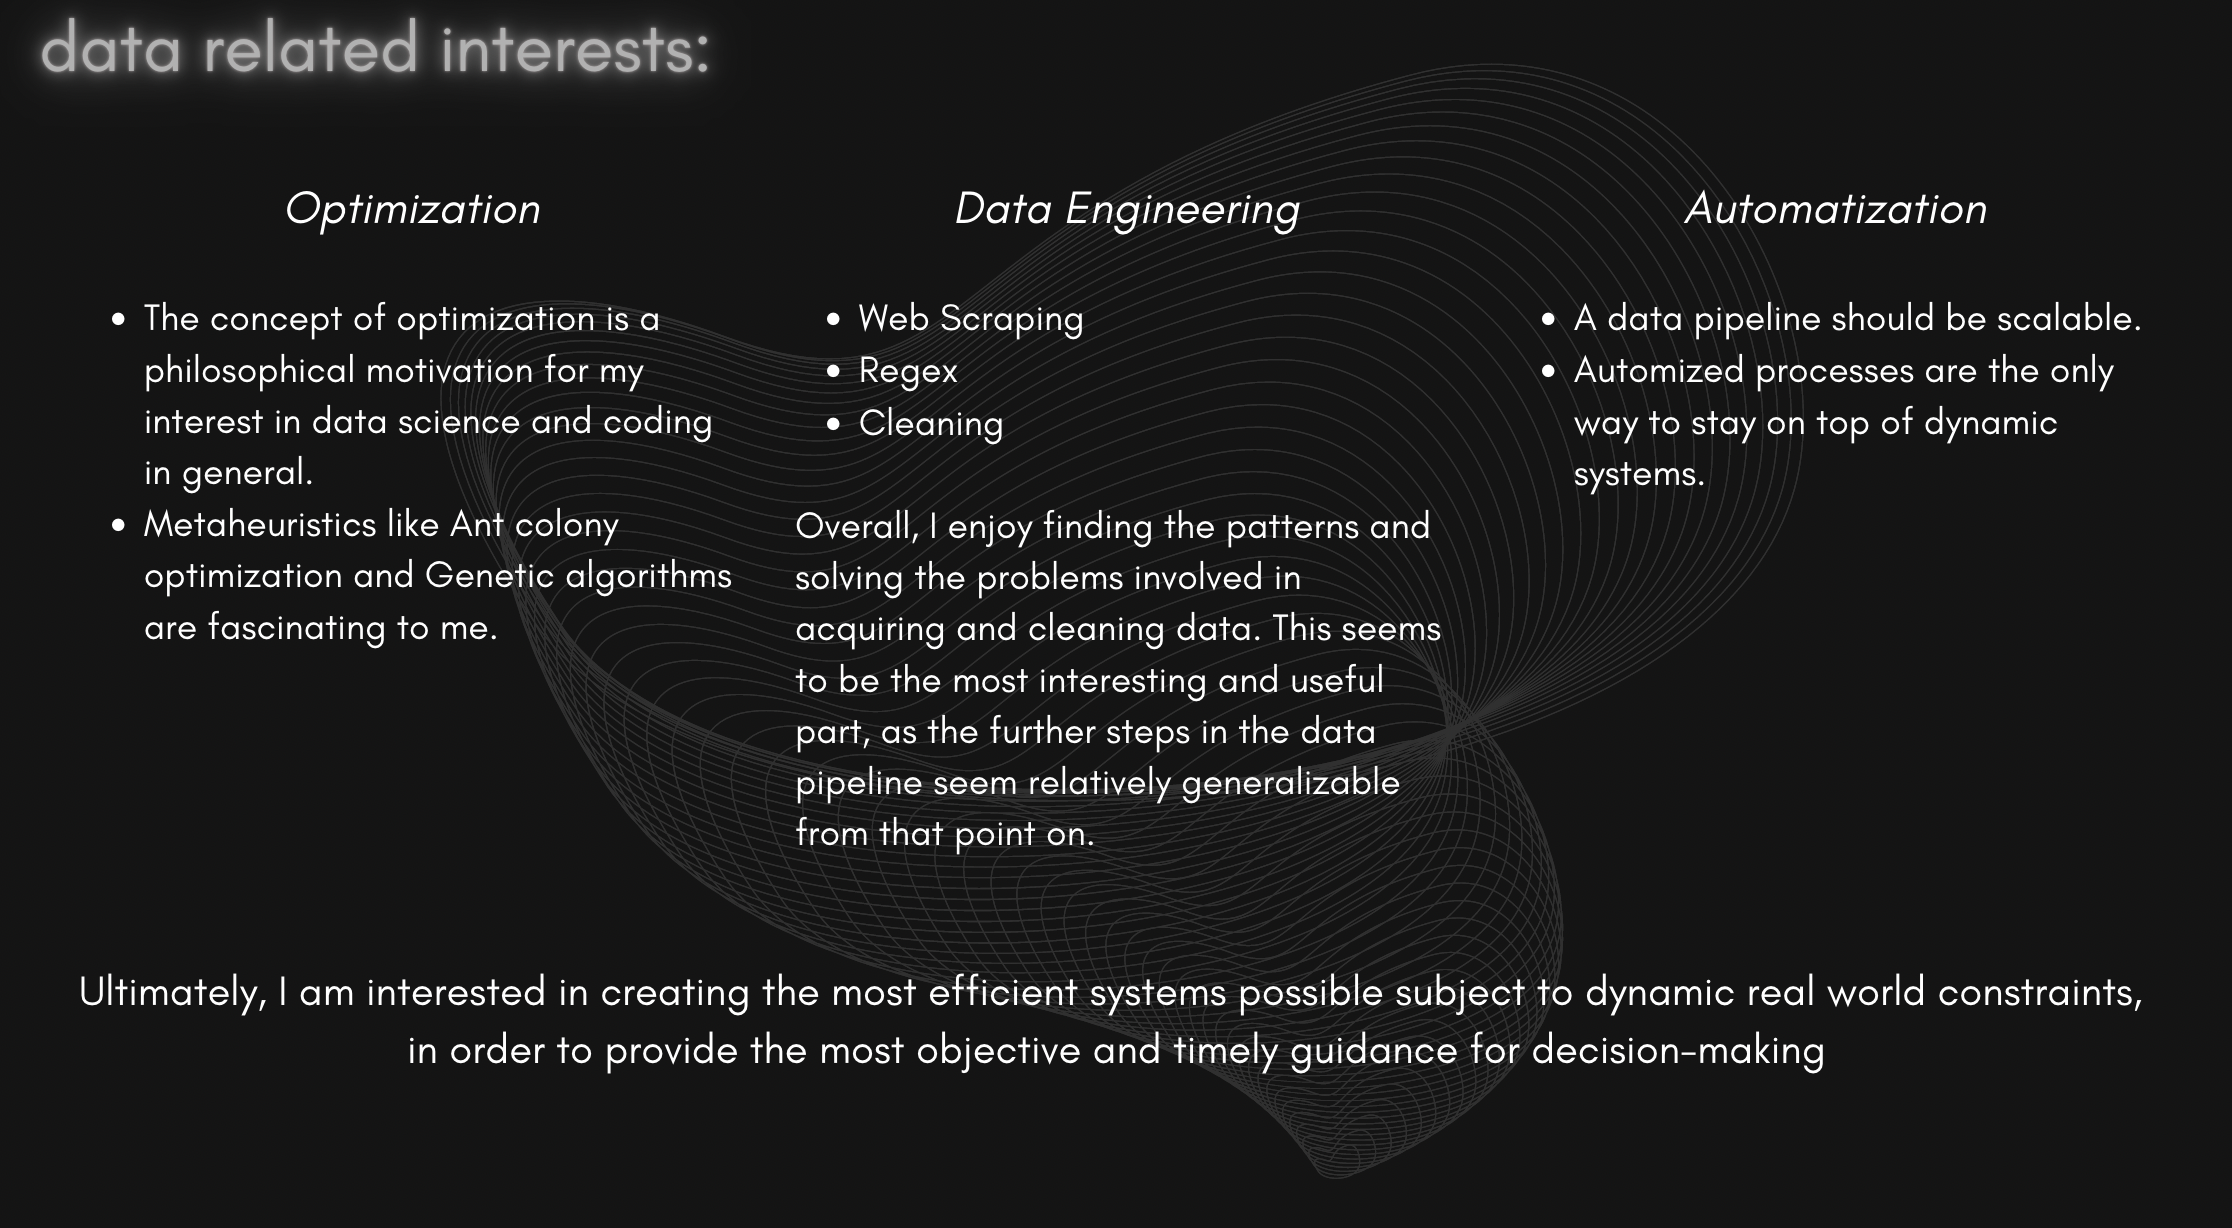 data related interests:
Optimization
• The concept of optimization is a
philosophical motivation for my
interest in data science and coding
in general.
• Metaheuristics like Ant colony
optimization and Genetic algorithms
are fascinating to me.
Data Engineering
• Web Scraping
• Regex
• Cleaning
Overall, I enjoy finding the patterns and
solving the problems involved in
acquiring and cleaning data. This seems
to be the most interesting and useful
part, as the further steps in the data
pipeline seem relatively generalizable
from that point on.
Automatization
• A data pipeline should be scalable.
• Automized processes are the only
way to stay on top of dynamic
systems.
Ultimately, I am interested in creating the most efficient systems possible subject to dynamic real world constraints,
in order to provide the most objective and timely guidance for decision-making